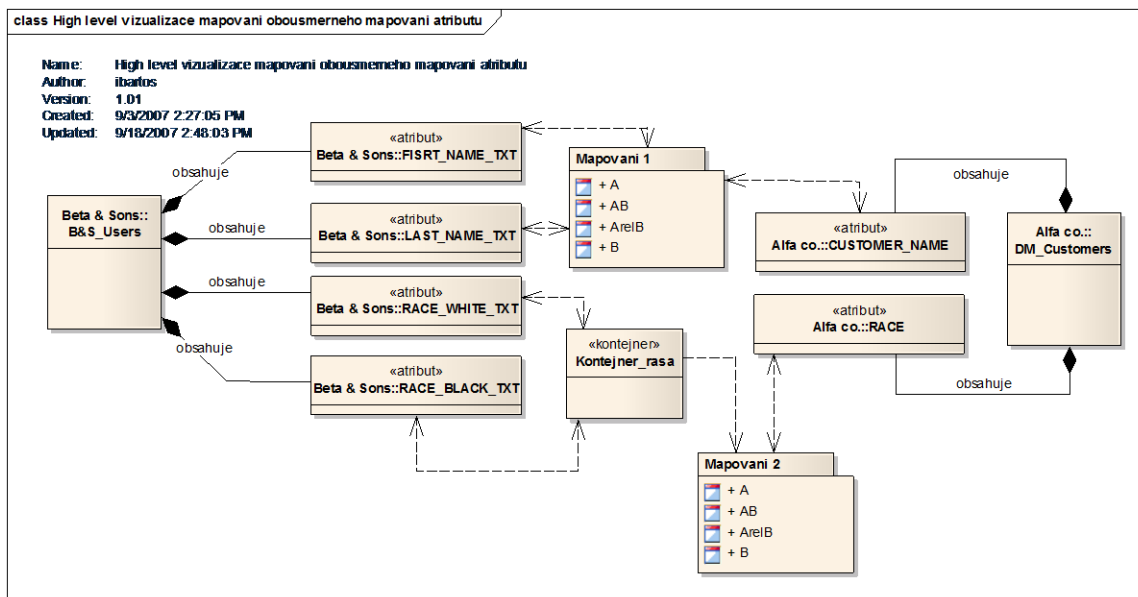 class High level vizualizace mapovani obousmerneho mapovani atributu
Name: High level vizualizace mapovani obousmerneho mapovani atributu
Author: ibartos
Version: 1.01
Created: 9/3/2007 2:27:05 PM
Updated: 9/18/2007 2:48:03 PM
Beta & Sons::
B&S_Users
obsahuje
obsahuje
obsahuje
obsahuje
«atribut»
Beta & Sons::FISRT_NAME_TXT
«atribut»
Beta & Sons::LAST_NAME_TXT
«atribut»
Beta & Sons::RACE_WHITE_TXT
«atribut»
Beta & Sons::RACE_BLACK_TXT
Mapovani 1
+ A
+ AB
+ ArelB
+ B
«kontejner»
Kontejner_rasa
Mapovani 2
+ A
+ AB
+ ArelB
+ B
«atribut»
Alfa co.::CUSTOMER_NAME
«atribut»
Alfa co.::RACE
obsahuje
obsahuje
Alfa co.::
DM_Customers